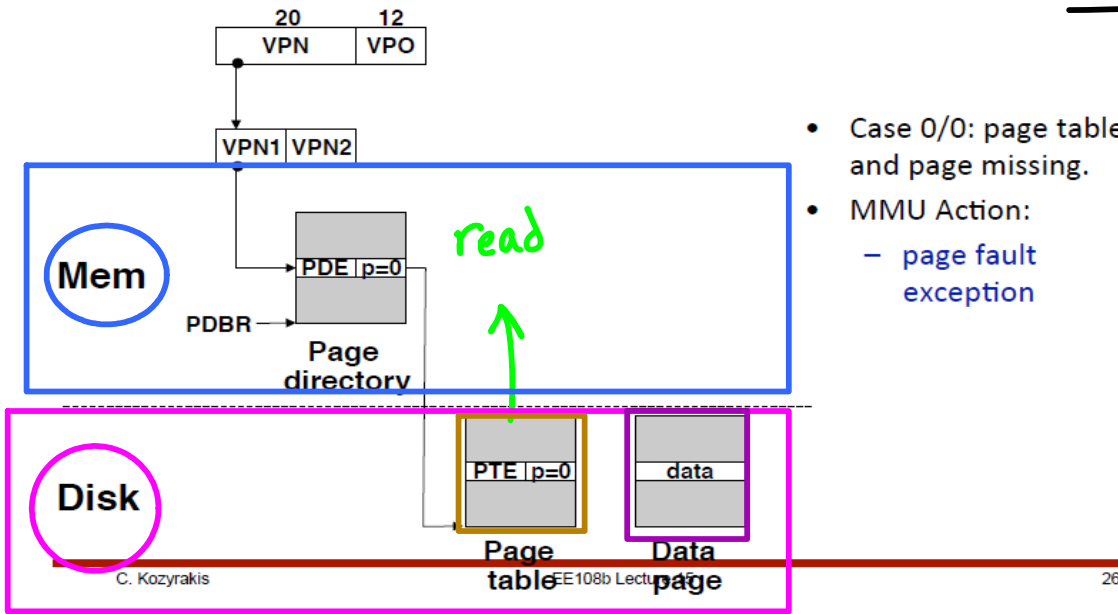 20 12
VPN VPO
VPN1 VPN2
• Case 0/0: page table
and page missing.
• MMU Action:
– page fault
exception
read
Mem
PDE p=0
PDBR
Page
directory
Disk
PTE p=0
data
Page
table
Data
page
C. Kozyrakis
EE108b Lecture 15
26